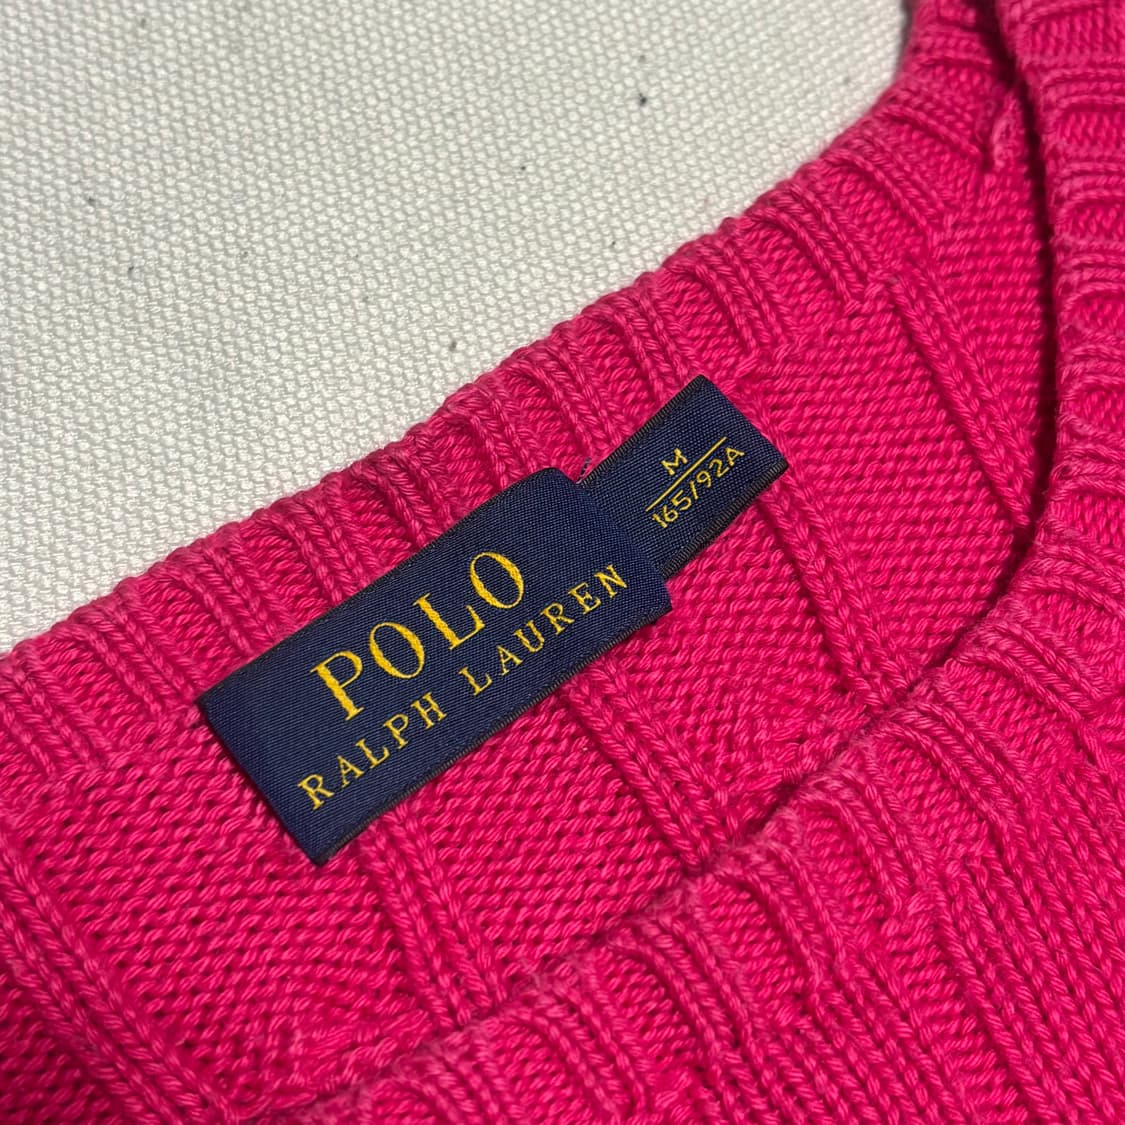 POLO
RALPH LAUREN
M
165/92A